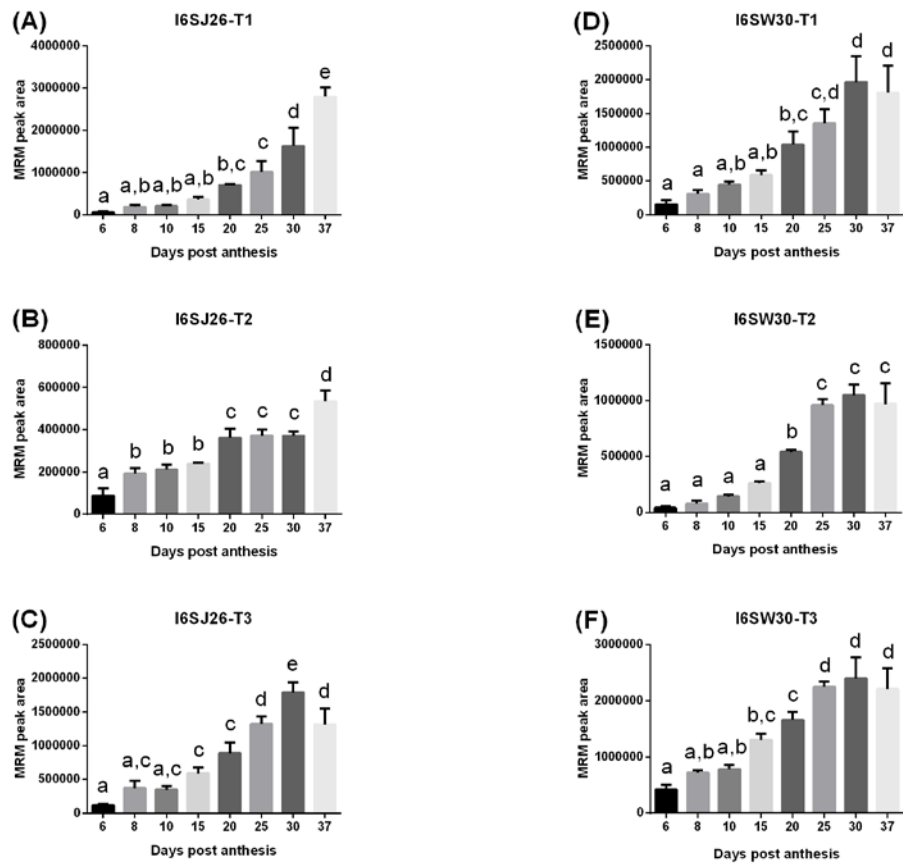 (A)
I6SJ26-T1
MRM peak area
4000000
3000000
2000000
1000000
0
a a,b a,b a,b b,c c d e
6 8 10 15 20 25 30 37
Days post anthesis
(D)
I6SW30-T1
MRM peak area
2500000
2000000
1500000
1000000
500000
0
a a a,b a,b b,c c,d d d
6 8 10 15 20 25 30 37
Days post anthesis
(B)
I6SJ26-T2
MRM peak area
800000
600000
400000
200000
0
a b b b c c c d
6 8 10 15 20 25 30 37
Days post anthesis
(E)
I6SW30-T2
MRM peak area
1500000
1000000
500000
0
a a a a b c c c
6 8 10 15 20 25 30 37
Days post anthesis
(C)
I6SJ26-T3
MRM peak area
2500000
2000000
1500000
1000000
500000
0
a a,c a,c c c d e d
6 8 10 15 20 25 30 37
Days post anthesis
(F)
I6SW30-T3
MRM peak area
3000000
2000000
1000000
0
a a,b a,b b,c c d d d
6 8 10 15 20 25 30 37
Days post anthesis